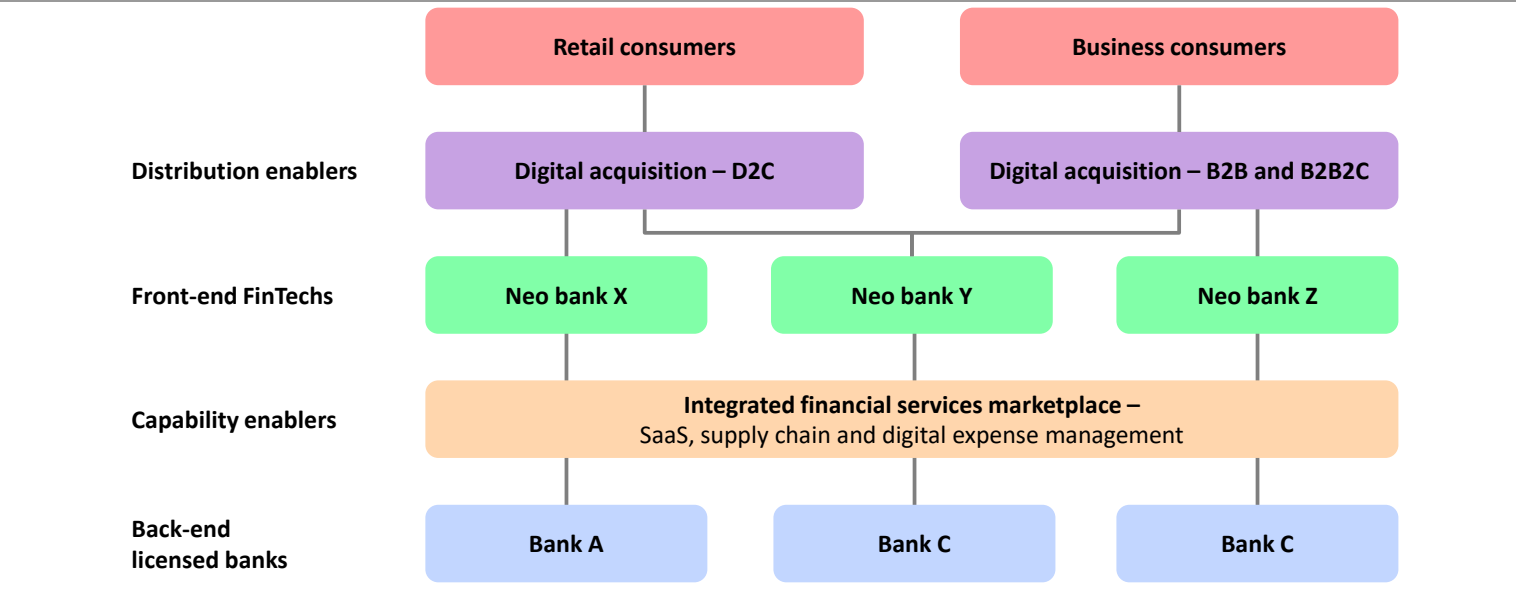 Retail consumers
Business consumers
Distribution enablers
Digital acquisition – D2C
Digital acquisition – B2B and B2B2C
Front-end FinTechs
Neo bank X
Neo bank Y
Neo bank Z
Capability enablers
Integrated financial services marketplace –
SaaS, supply chain and digital expense management
Back-end
licensed banks
Bank A
Bank C
Bank C